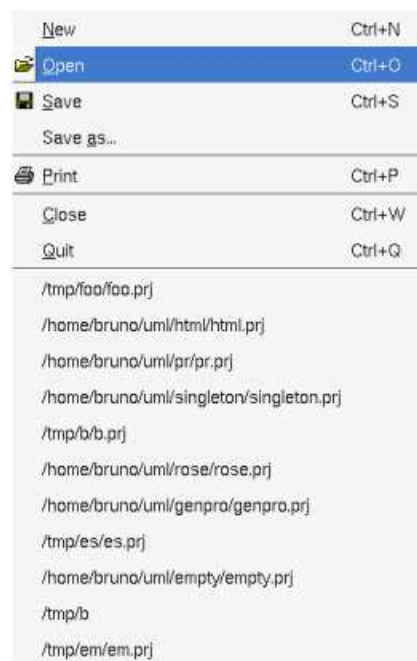 New Ctrl+N
Open Ctrl+O
Save Ctrl+S
Save as...
Print Ctrl+P
Close Ctrl+W
Quit Ctrl+Q
/tmp/foo/foo.prj
/home/bruno/uml/html/html.prj
/home/bruno/uml/pr/pr.prj
/home/bruno/uml/singleton/singleton.prj
/tmp/b/b.prj
/home/bruno/uml/rose/rose.prj
/home/bruno/uml/genpro/genpro.prj
/tmp/es/es.prj
/home/bruno/uml/empty/empty.prj
/tmp/b
/tmp/em/em.prj